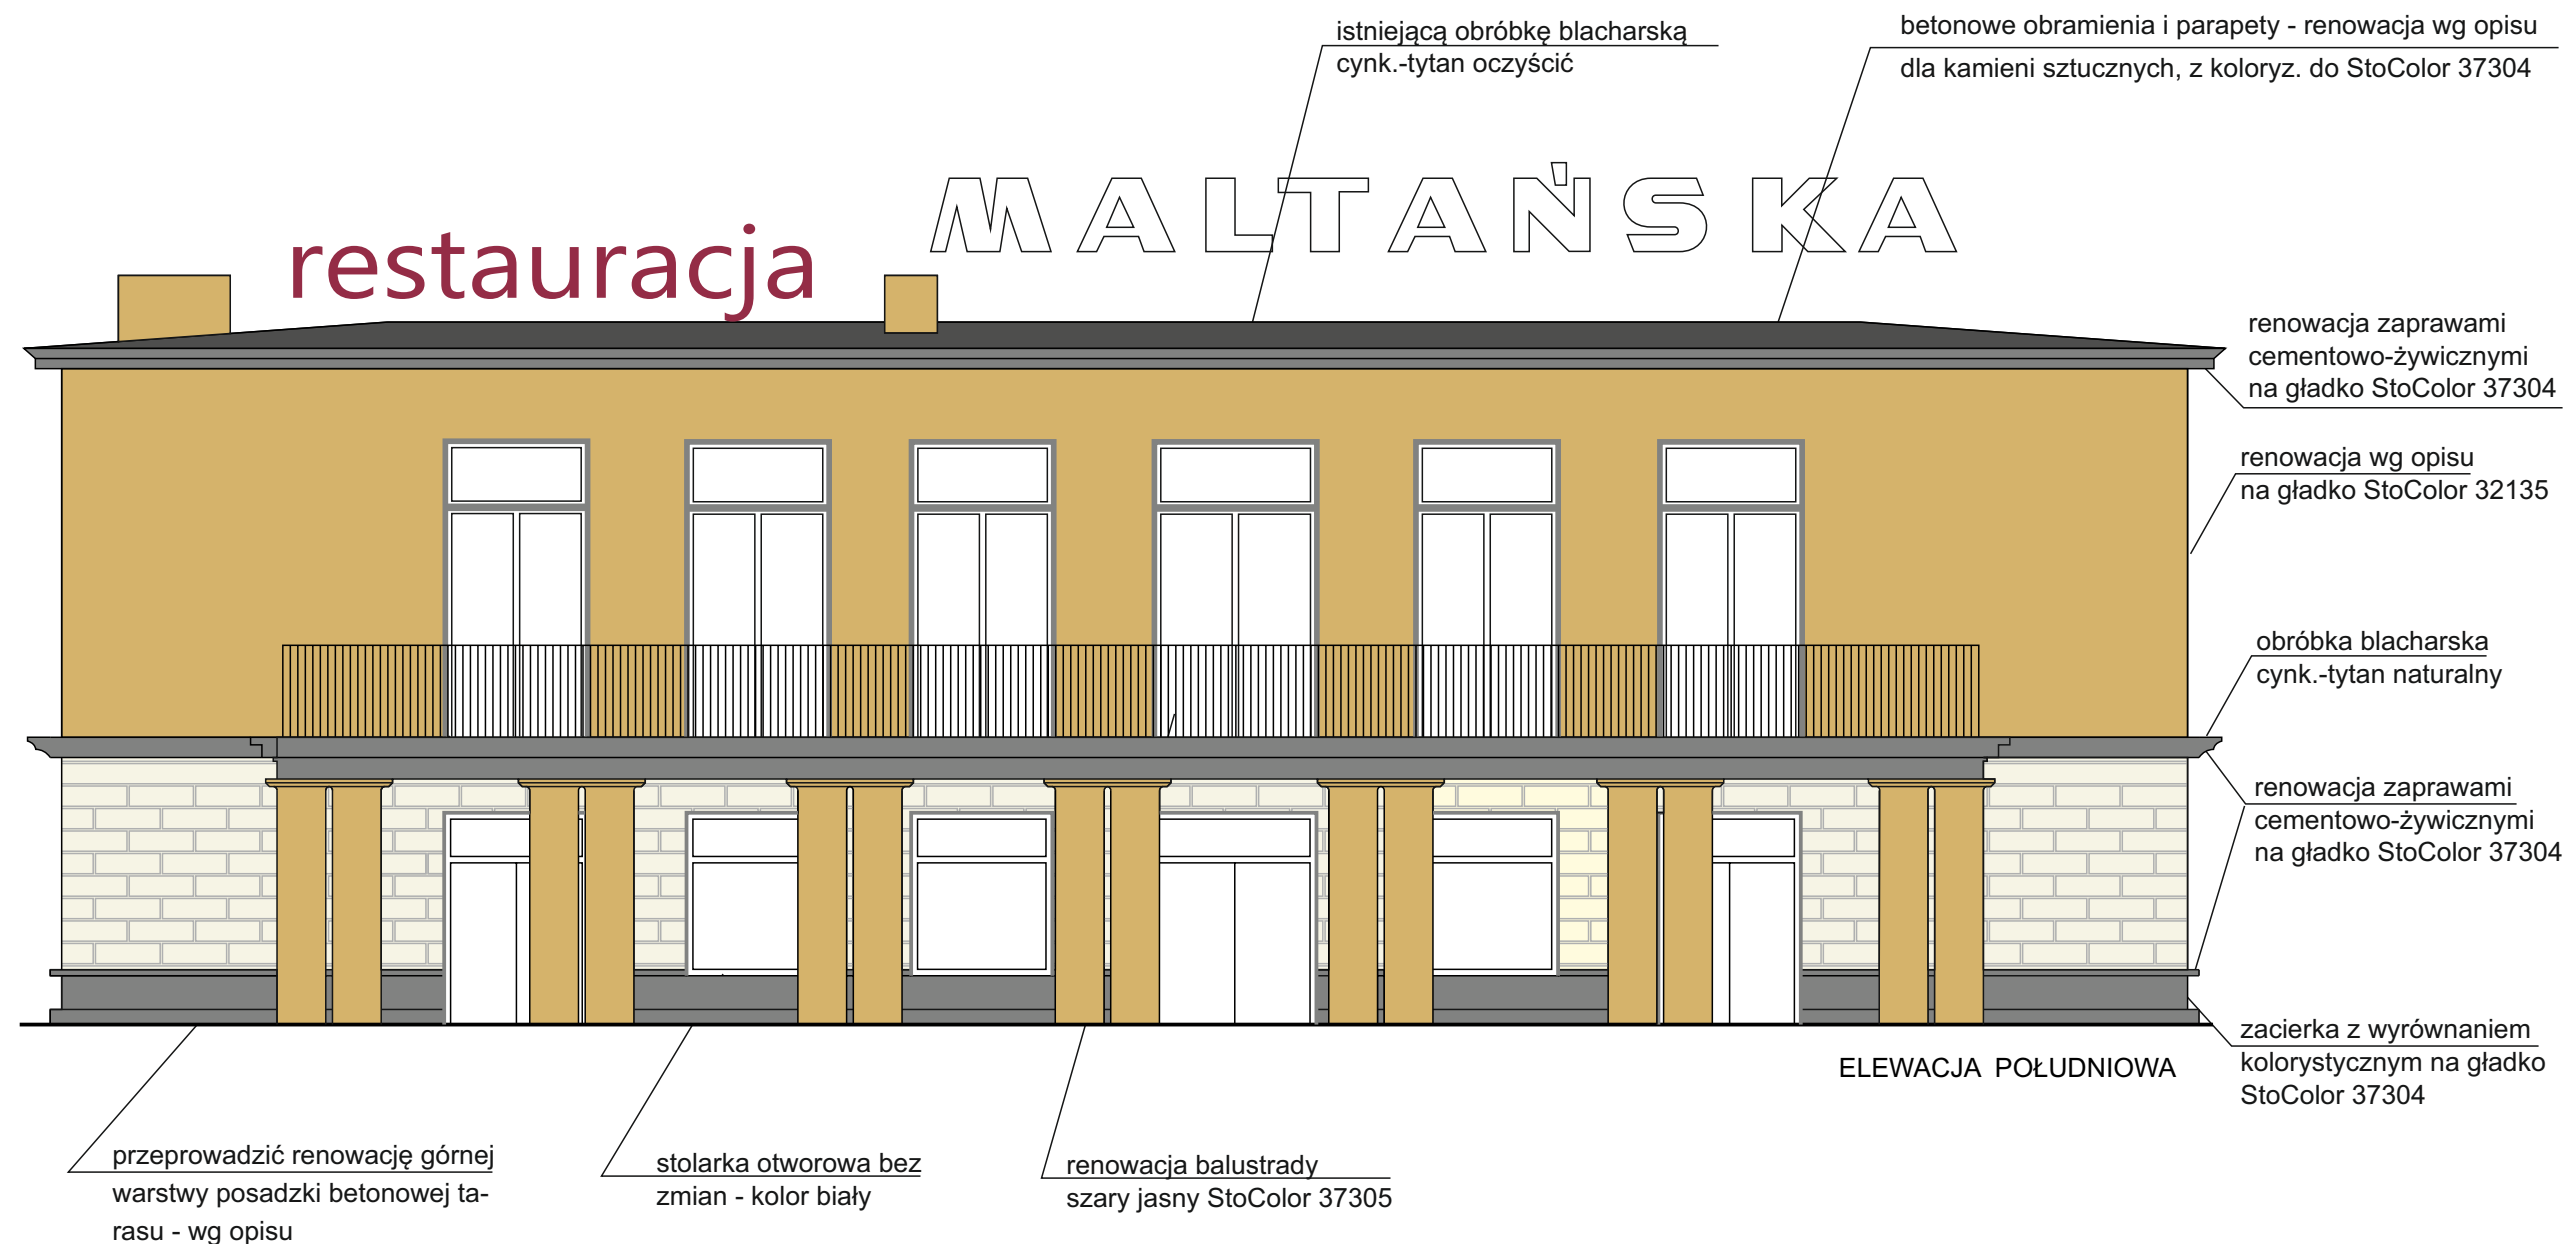 istniejącą obróbkę blacharską
cynk.-tytan oczyścić
betonowe obramienia i parapety - renowacja wg opisu
dla kamieni sztucznych, z koloryz. do StoColor 37304
MALTAŃSKA
restauracja
renowacja zaprawami
cementowo-żywicznymi
na gładko StoColor 37304
renowacja wg opisu
na gładko StoColor 32135
obróbka blacharska
cynk.-tytan naturalny
renowacja zaprawami
cementowo-żywicznymi
na gładko StoColor 37304
zacierka z wyrównaniem
kolorystycznym na gładko
StoColor 37304
ELEWACJA POŁUDNIOWA
przeprowadzić renowację górnej
warstwy posadzki betonowej ta-
rasu - wg opisu
stolarka otworowa bez
zmian - kolor biały
renowacja balustrady
szary jasny StoColor 37305